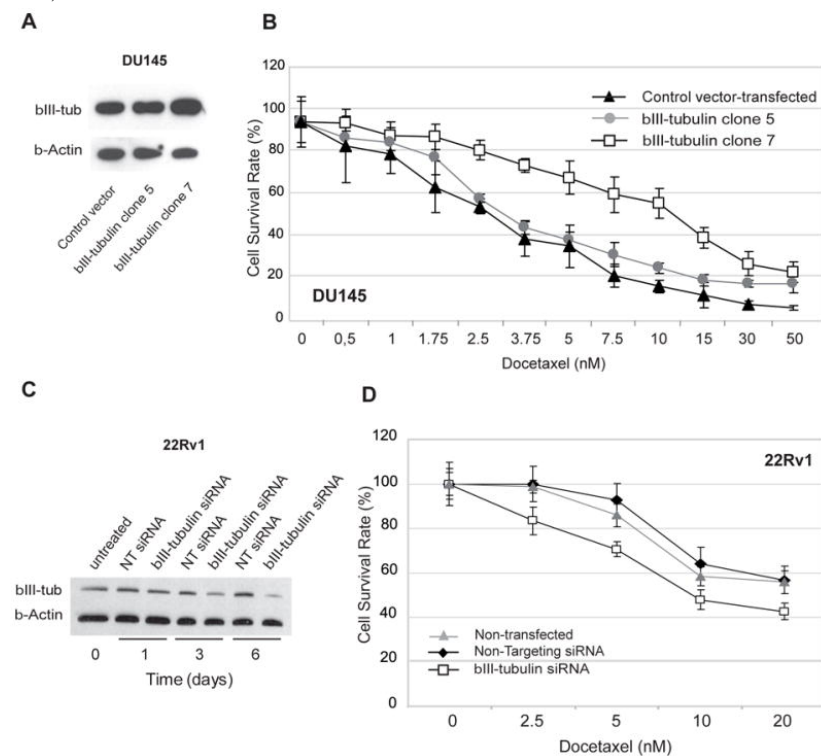 A
DU145
bIII-tub
b-Actin
Control vector
bIII-tubulin clone 5
bIII-tubulin clone 7
B
120
100
80
60
40
20
0
Cell Survival Rate (%)
Control vector-transfected
bIII-tubulin clone 5
bIII-tubulin clone 7
DU145
0 0,5 1 1.75 2.5 3.75 5 7.5 10 15 30 50
Docetaxel (nM)
C
22Rv1
untreated
NT siRNA
bIII-tubulin siRNA
NT siRNA
bIII-tubulin siRNA
NT siRNA
bIII-tubulin siRNA
bIII-tub
b-Actin
0 1 3 6
Time (days)
D
120
100
80
60
40
20
0
Cell Survival Rate (%)
22Rv1
Non-transfected
Non-Targeting siRNA
bIII-tubulin siRNA
0 2.5 5 10 20
Docetaxel (nM)